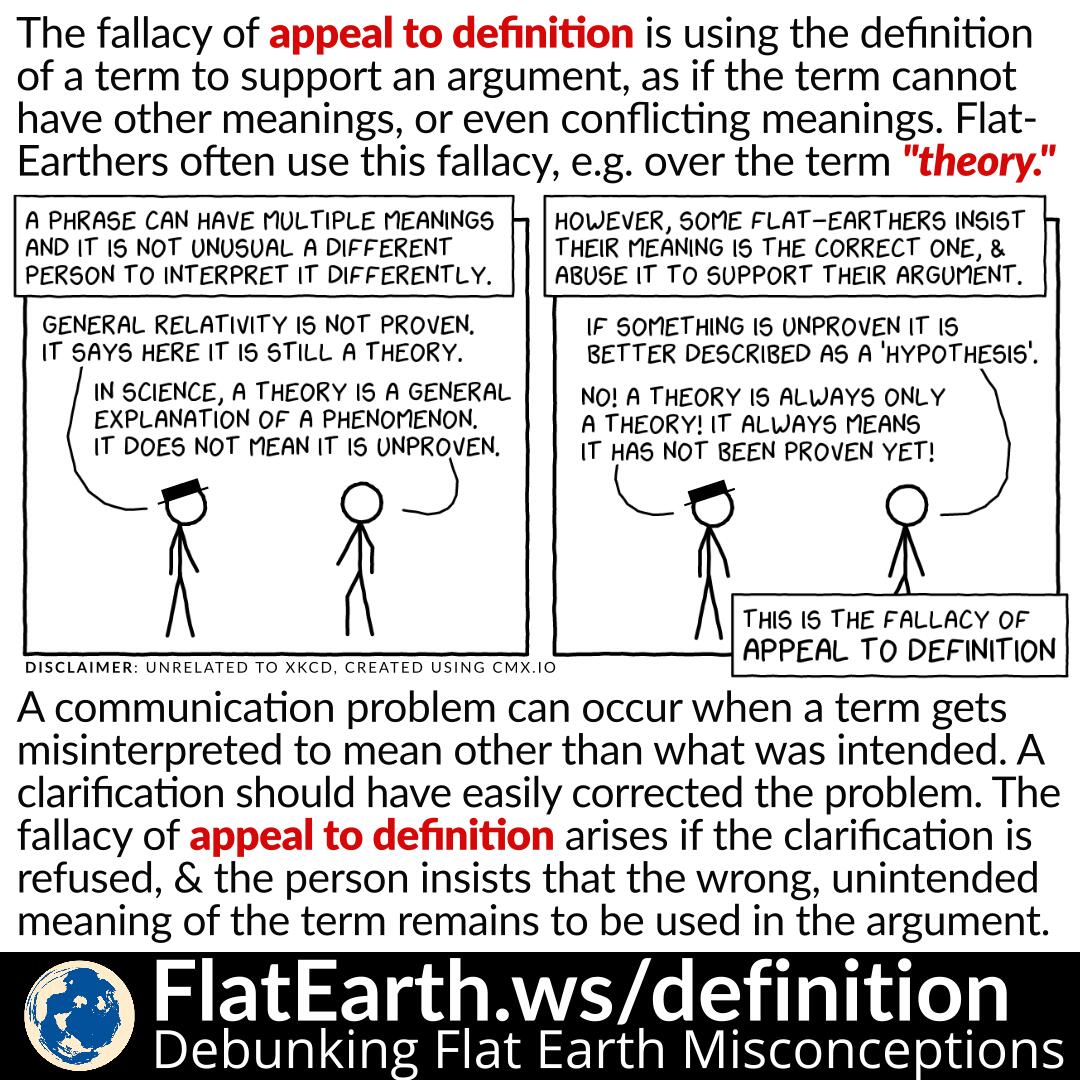 The fallacy of appeal to definition is using the definition
of a term to support an argument, as if the term cannot
have other meanings, or even conflicting meanings. Flat-
Earthers often use this fallacy, e.g. over the term "theory."
A PHRASE CAN HAVE MULTIPLE MEANINGS
AND IT IS NOT UNUSUAL A DIFFERENT
PERSON TO INTERPRET IT DIFFERENTLY.
GENERAL RELATIVITY IS NOT PROVEN.
IT SAYS HERE IT IS STILL A THEORY.
IN SCIENCE, A THEORY IS A GENERAL
EXPLANATION OF A PHENOMENON.
IT DOES NOT MEAN IT IS UNPROVEN.
HOWEVER, SOME FLAT-EARTHERS INSIST
THEIR MEANING IS THE CORRECT ONE, &
ABUSE IT TO SUPPORT THEIR ARGUMENT.
IF SOMETHING IS UNPROVEN IT IS
BETTER DESCRIBED AS A 'HYPOTHESIS'.
NO! A THEORY IS ALWAYS ONLY
A THEORY! IT ALWAYS MEANS
IT HAS NOT BEEN PROVEN YET!
THIS IS THE FALLACY OF
APPEAL TO DEFINITION
DISCLAIMER: UNRELATED TO XKCD, CREATED USING CMX.IO
A communication problem can occur when a term gets
misinterpreted to mean other than what was intended. A
clarification should have easily corrected the problem. The
fallacy of appeal to definition arises if the clarification is
refused, & the person insists that the wrong, unintended
meaning of the term remains to be used in the argument.
FlatEarth.ws/definition
Debunking Flat Earth Misconceptions